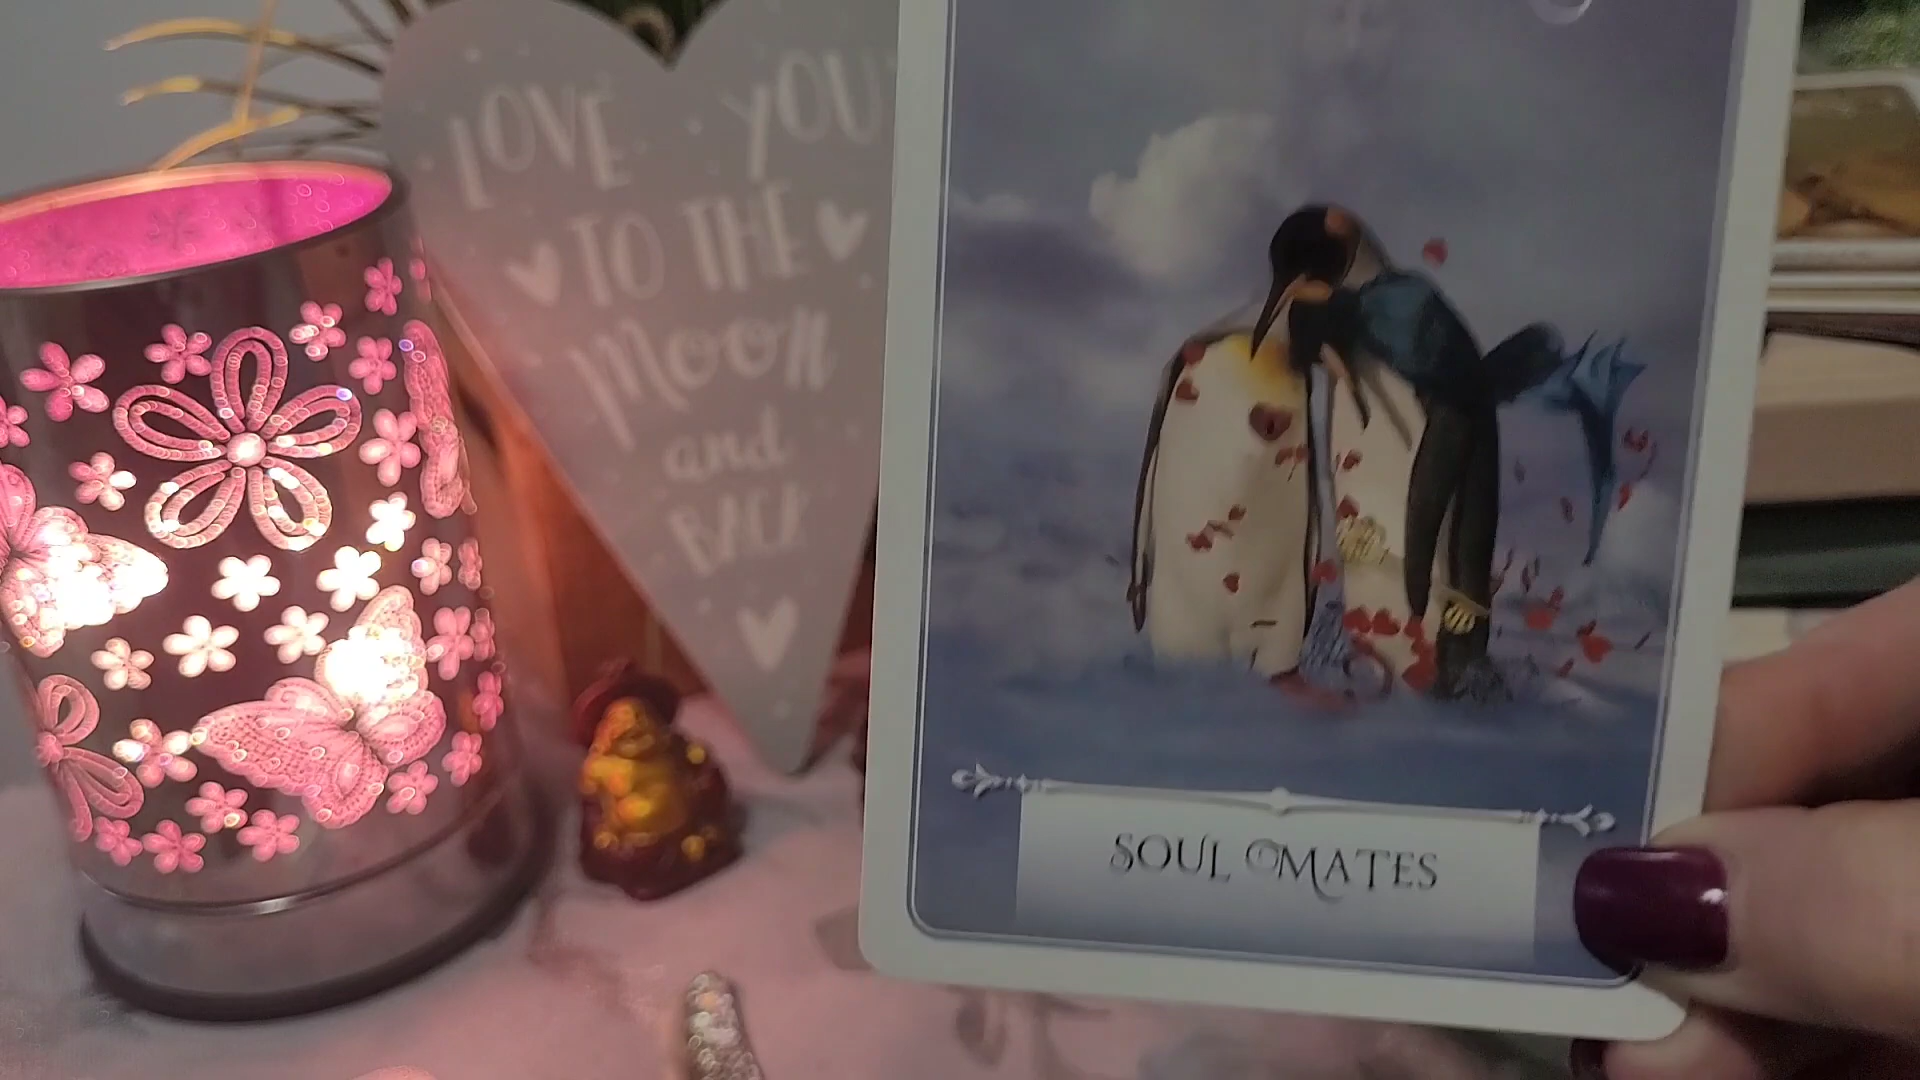 LOVE YOU
TO THE
MOON
and
BACK
SOUL MATES